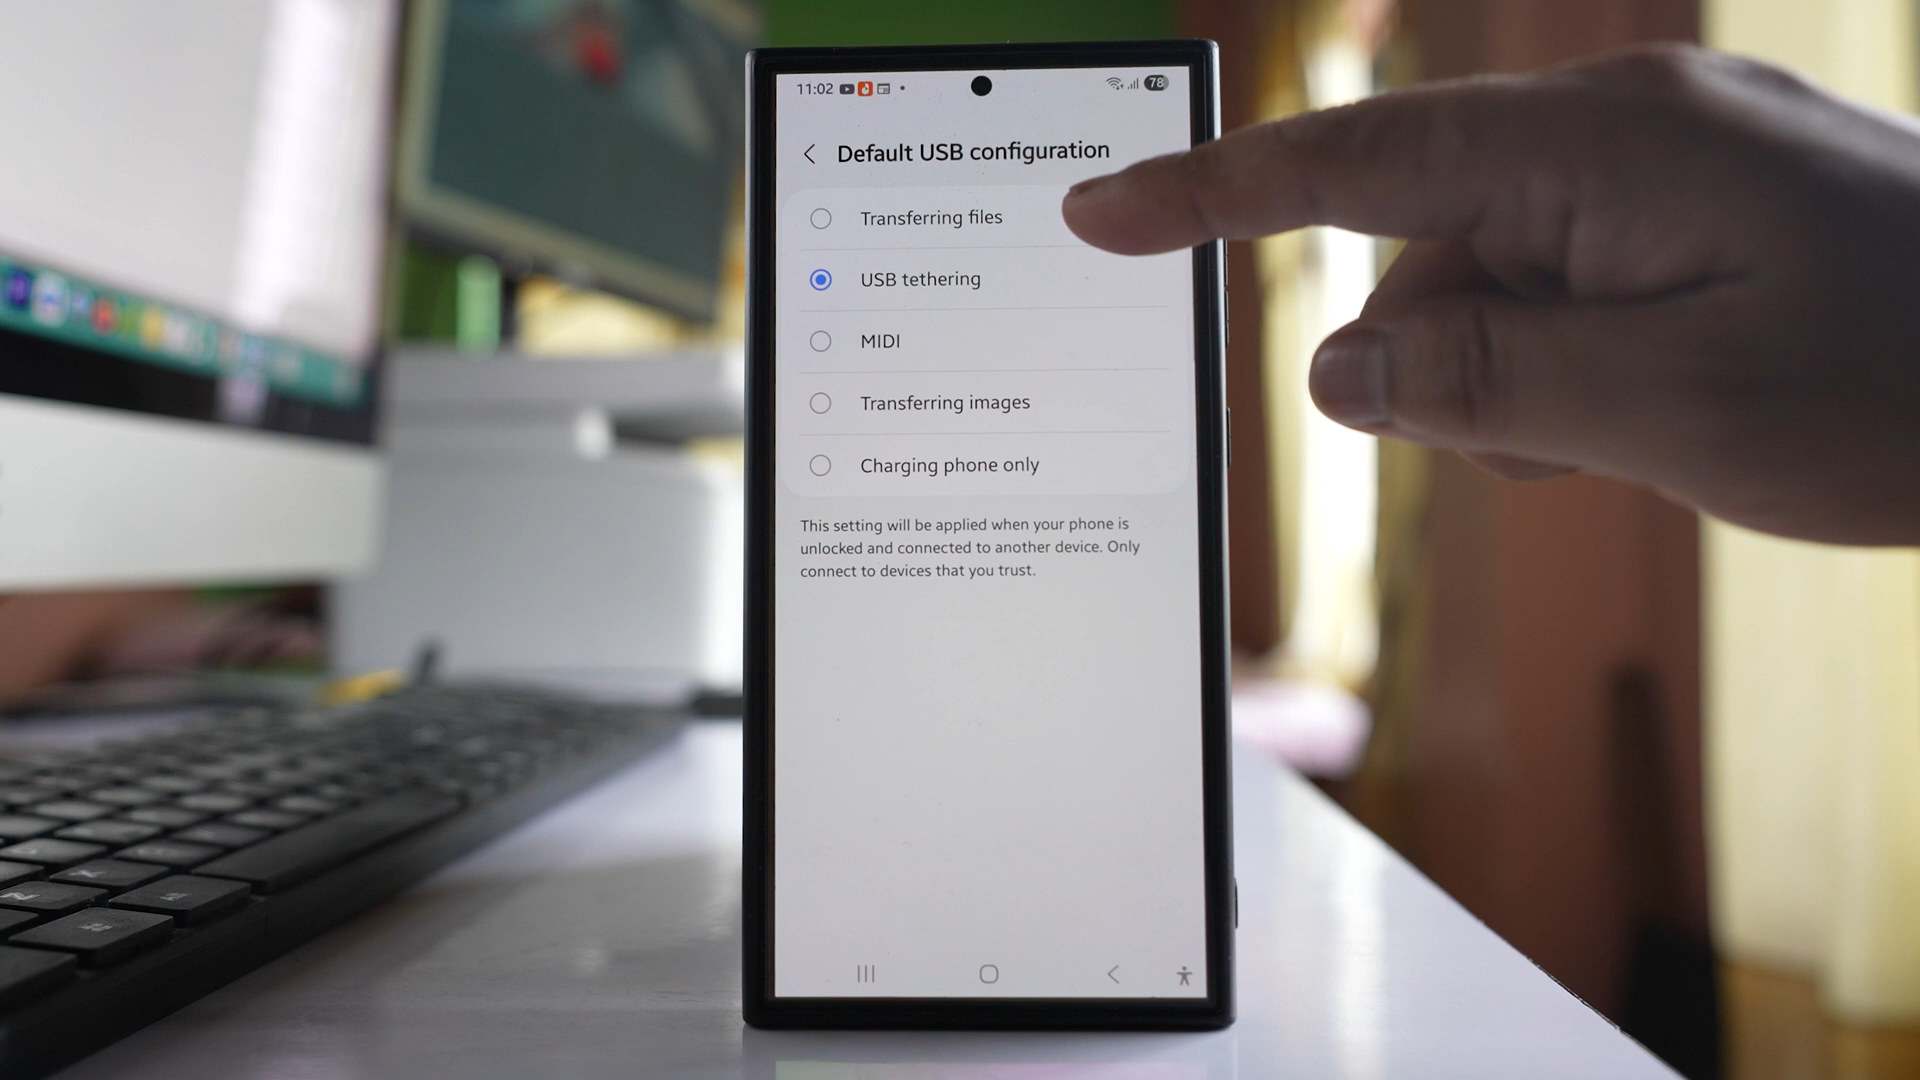 11:02
78
Default USB configuration
Transferring files
USB tethering
MIDI
Transferring images
Charging phone only
This setting will be applied when your phone is
unlocked and connected to another device. Only
connect to devices that you trust.